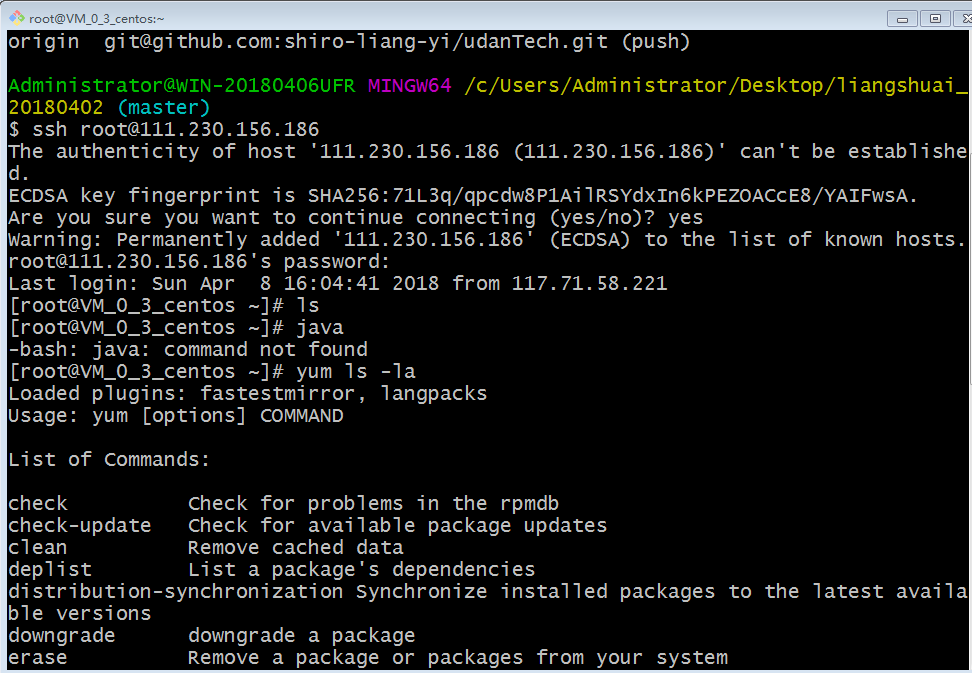 root@VM_0_3_centos:~
origin  git@github.com:shiro-liang-yi/udanTech.git (push)
Administrator@WIN-20180406UFR MINGW64 /c/Users/Administrator/Desktop/liangshuai_
20180402 (master)
$ ssh root@111.230.156.186
The authenticity of host '111.230.156.186 (111.230.156.186)' can't be establishe
d.
ECDSA key fingerprint is SHA256:71L3q/qpcdw8P1AilRSYdxIn6kPEZOACcE8/YAIFwsA.
Are you sure you want to continue connecting (yes/no)? yes
Warning: Permanently added '111.230.156.186' (ECDSA) to the list of known hosts.
root@111.230.156.186's password:
Last login: Sun Apr  8 16:04:41 2018 from 117.71.58.221
[root@VM_0_3_centos ~]# ls
[root@VM_0_3_centos ~]# java
-bash: java: command not found
[root@VM_0_3_centos ~]# yum ls -la
Loaded plugins: fastestmirror, langpacks
Usage: yum [options] COMMAND
List of Commands:
check          Check for problems in the rpmdb
check-update   Check for available package updates
clean          Remove cached data
deplist        List a package's dependencies
distribution-synchronization Synchronize installed packages to the latest availa
ble versions
downgrade      downgrade a package
erase          Remove a package or packages from your system